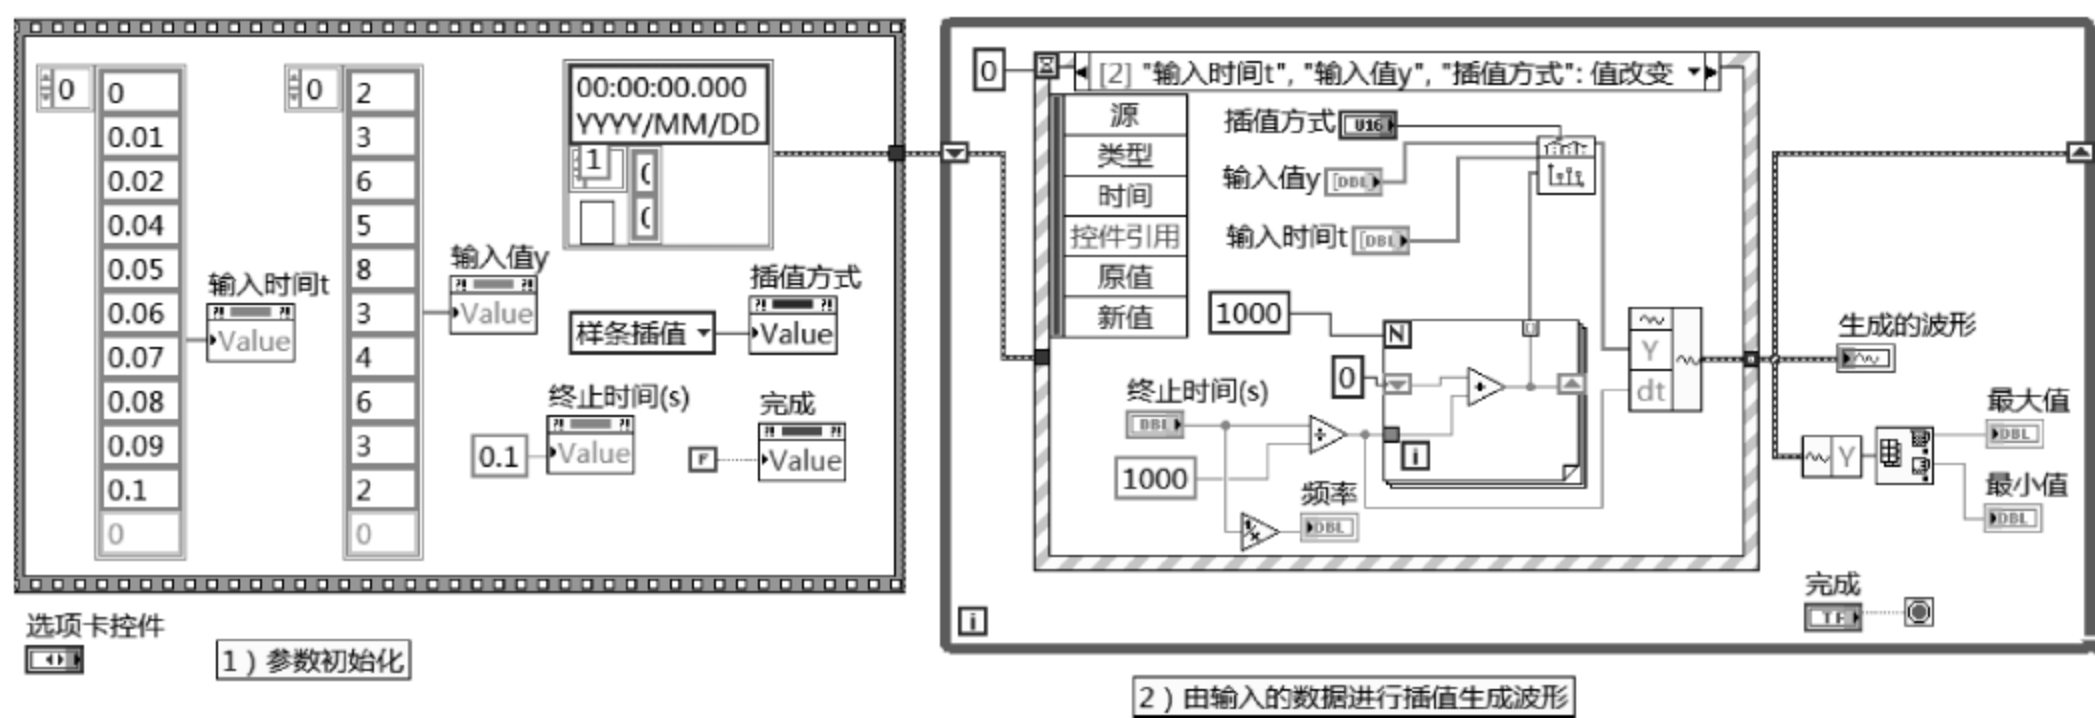 0
0
0.01
0.02
0.04
0.05
0.06
0.07
0.08
0.09
0.1
0
输入时间t
Value
0
2
3
6
5
8
3
4
6
3
2
0
输入值y
Value
00:00:00.000
YYYY/MM/DD
1
样条插值
插值方式
Value
终止时间(s)
0.1
Value
完成
F
Value
选项卡控件
1）参数初始化
0
[2] "输入时间t", "输入值y", "插值方式": 值改变
源
类型
时间
控件引用
原值
新值
插值方式
U16
输入值y
[DBL]
输入时间t
[DBL]
1000
N
0
i
终止时间(s)
DBL
1000
频率
DBL
Y
dt
生成的波形
Y
最大值
DBL
最小值
DBL
完成
TF
i
2）由输入的数据进行插值生成波形